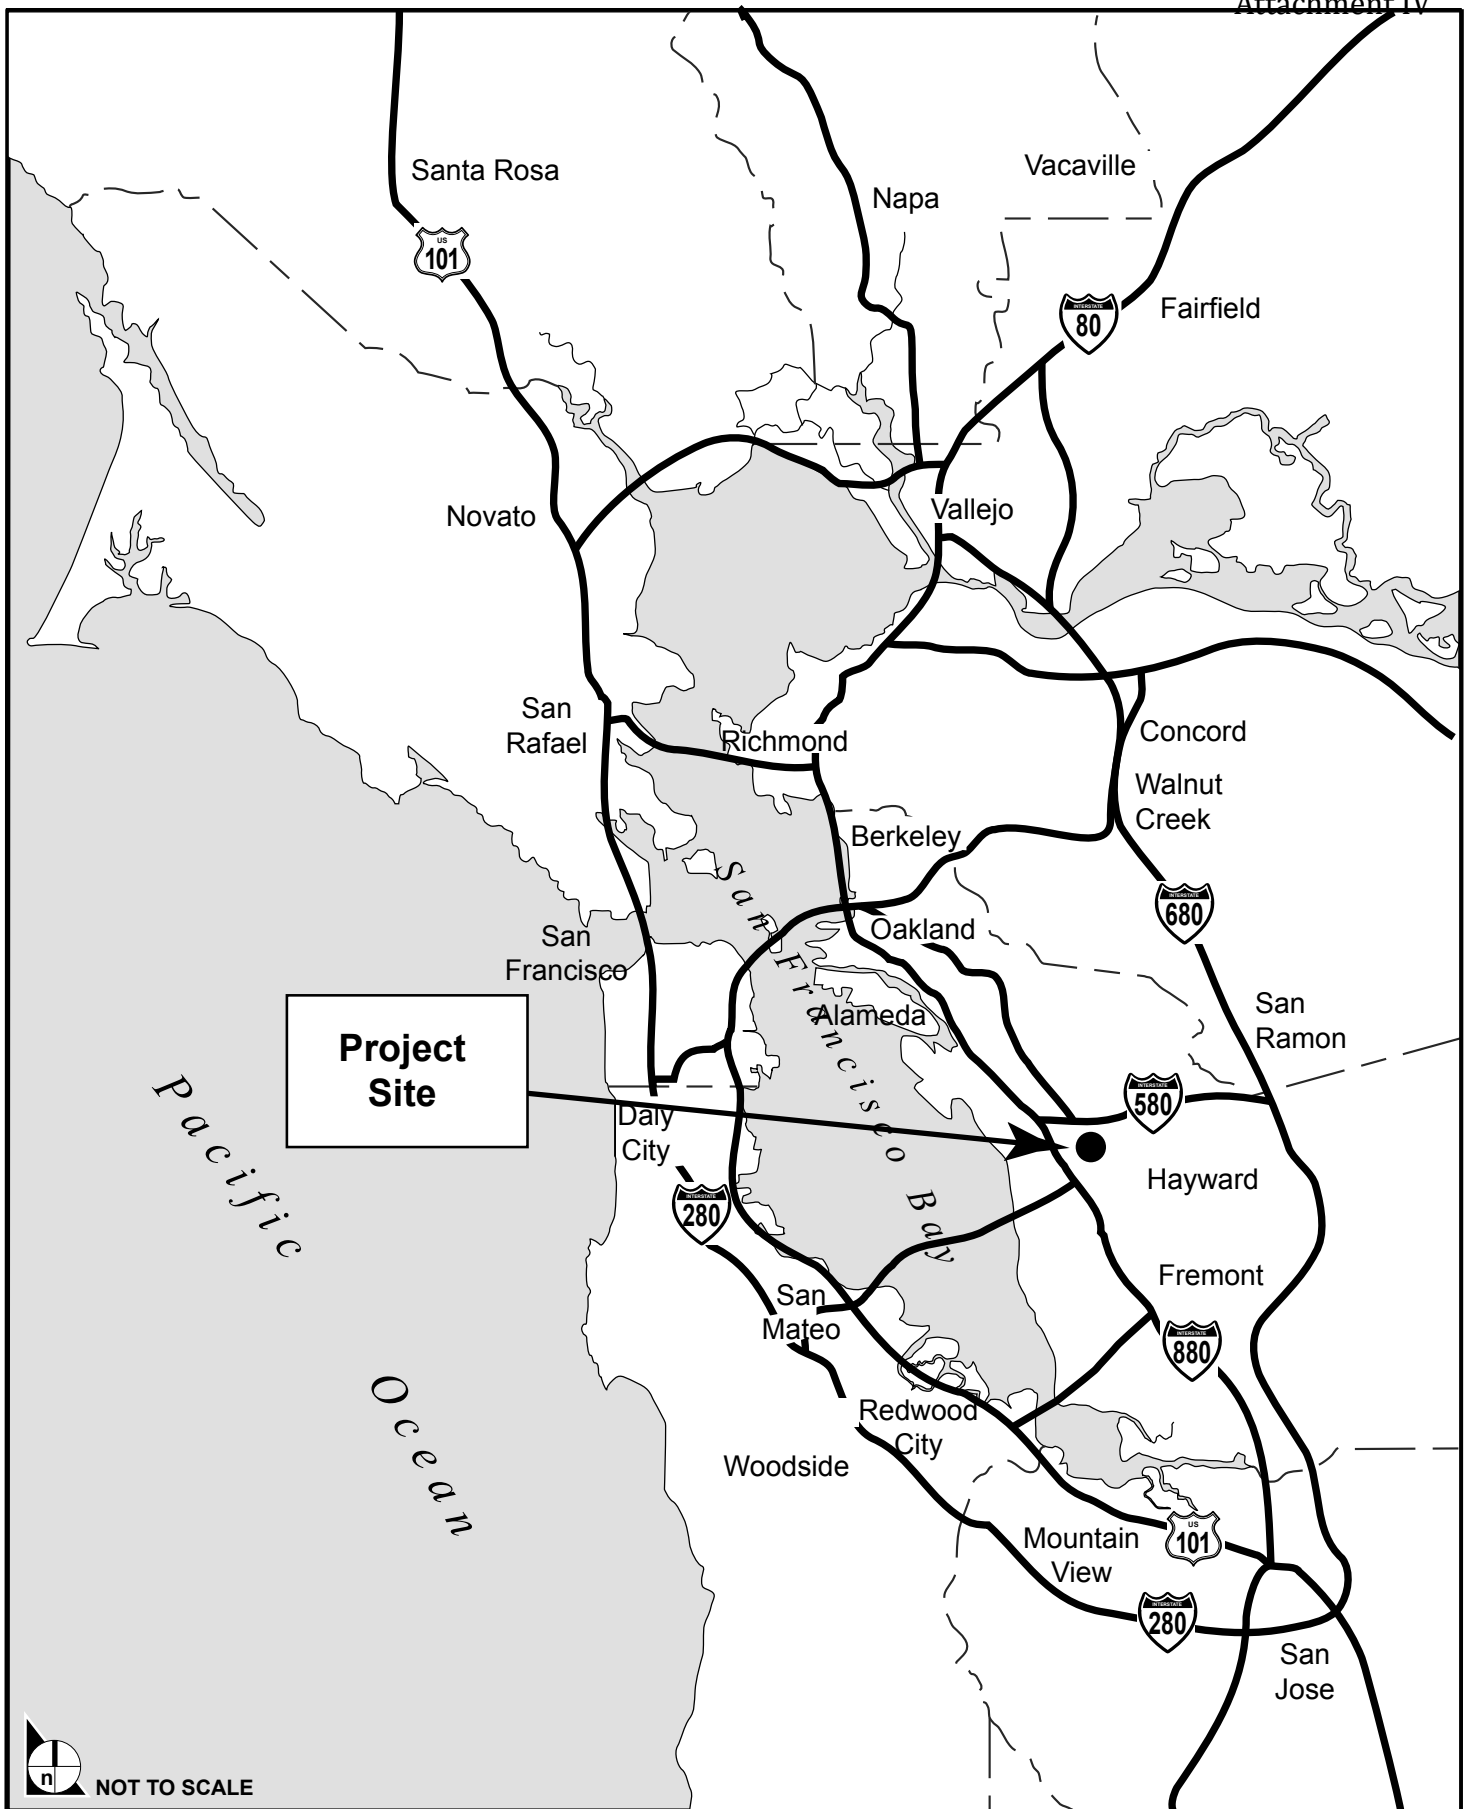 Attachment IV
Santa Rosa
Vacaville
Napa
US
101
INTERSTATE
80
Fairfield
Novato
Vallejo
San
Rafael
Richmond
Concord
Walnut
Creek
Berkeley
INTERSTATE
680
San
Francisco
Oakland
San Francisco Bay
Alameda
San
Ramon
Project
Site
INTERSTATE
580
Daly
City
Hayward
INTERSTATE
280
Pacific
Ocean
Fremont
San
Mateo
INTERSTATE
880
Redwood
City
Woodside
Mountain
View
US
101
INTERSTATE
280
San
Jose
n
NOT TO SCALE